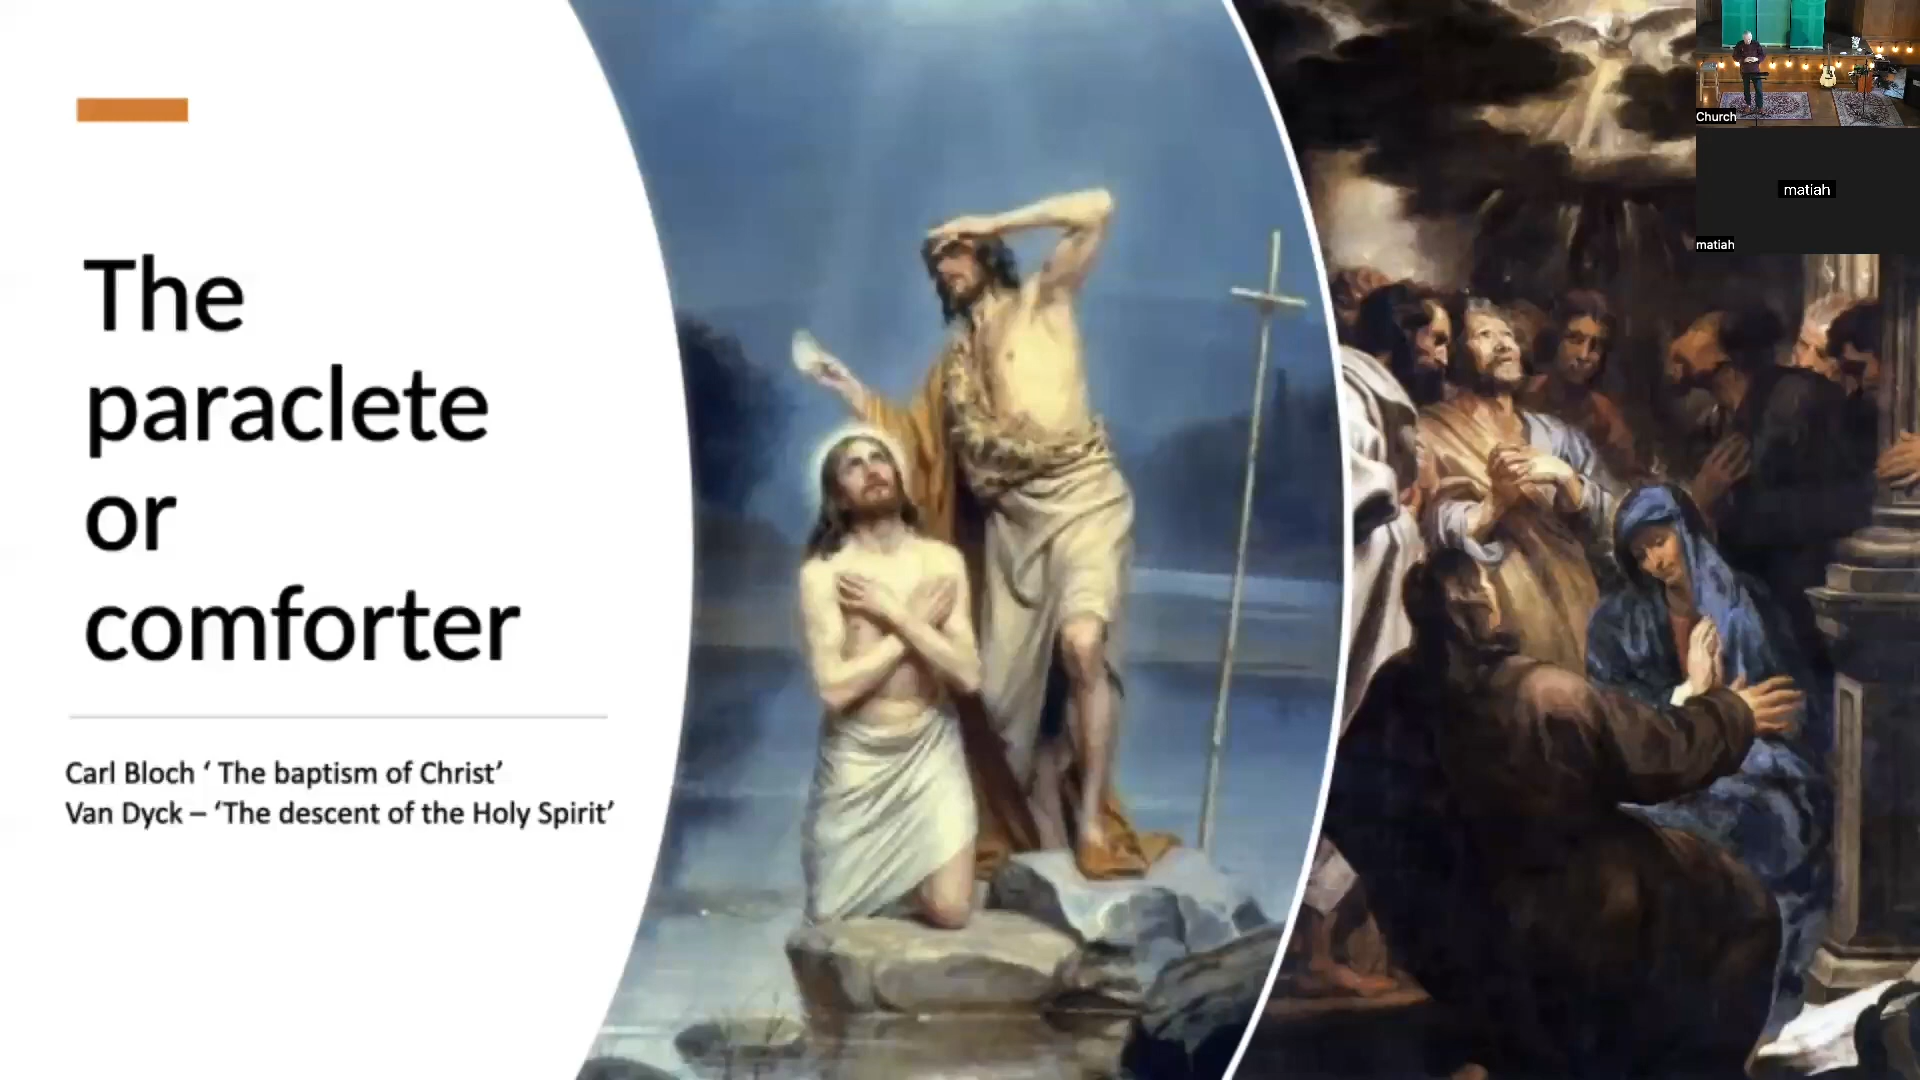 The
paraclete
or
comforter
Carl Bloch ‘ The baptism of Christ’
Van Dyck – ‘The descent of the Holy Spirit’
Church
matiah
matiah